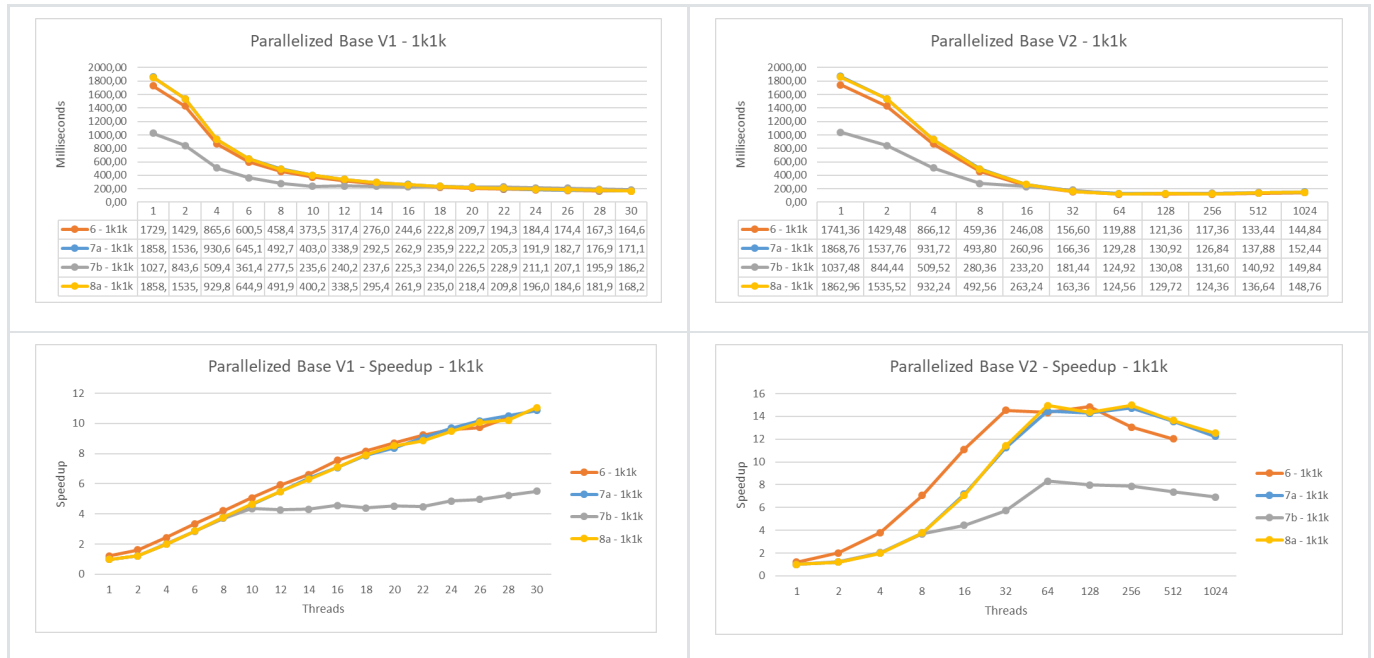 Parallelized Base V1 - 1k1k
Milliseconds
2000,00
1800,00
1600,00
1400,00
1200,00
1000,00
800,00
600,00
400,00
200,00
0,00
1 2 4 6 8 10 12 14 16 18 20 22 24 26 28 30
6 - 1k1k 1729, 1429, 865,6 600,5 458,4 373,5 317,4 276,0 244,6 222,8 209,7 194,3 184,4 174,4 167,3 164,6
7a - 1k1k 1858, 1536, 930,6 645,1 492,7 403,0 338,9 292,5 262,9 235,9 222,2 205,3 191,9 182,7 176,9 171,1
7b - 1k1k 1027, 843,6 509,4 361,4 277,5 235,6 240,2 237,6 225,3 234,0 226,5 228,9 211,1 207,1 195,9 186,2
8a - 1k1k 1858, 1535, 929,8 644,9 491,9 400,2 338,5 295,4 261,9 235,0 218,4 209,8 196,0 184,6 181,9 168,2
Parallelized Base V2 - 1k1k
Milliseconds
2000,00
1800,00
1600,00
1400,00
1200,00
1000,00
800,00
600,00
400,00
200,00
0,00
1 2 4 8 16 32 64 128 256 512 1024
6 - 1k1k 1741,36 1429,48 866,12 459,36 246,08 156,60 119,88 121,36 117,36 133,44 144,84
7a - 1k1k 1868,76 1537,76 931,72 493,80 260,96 166,36 129,28 130,92 126,84 137,88 152,44
7b - 1k1k 1037,48 844,44 509,52 280,36 233,20 181,44 124,92 130,08 131,60 140,92 149,84
8a - 1k1k 1862,96 1535,52 932,24 492,56 263,24 163,36 124,56 129,72 124,36 136,64 148,76
Parallelized Base V1 - Speedup - 1k1k
Speedup
12
10
8
6
4
2
0
1 2 4 6 8 10 12 14 16 18 20 22 24 26 28 30
Threads
6 - 1k1k
7a - 1k1k
7b - 1k1k
8a - 1k1k
Parallelized Base V2 - Speedup - 1k1k
Speedup
16
14
12
10
8
6
4
2
0
1 2 4 8 16 32 64 128 256 512 1024
Threads
6 - 1k1k
7a - 1k1k
7b - 1k1k
8a - 1k1k